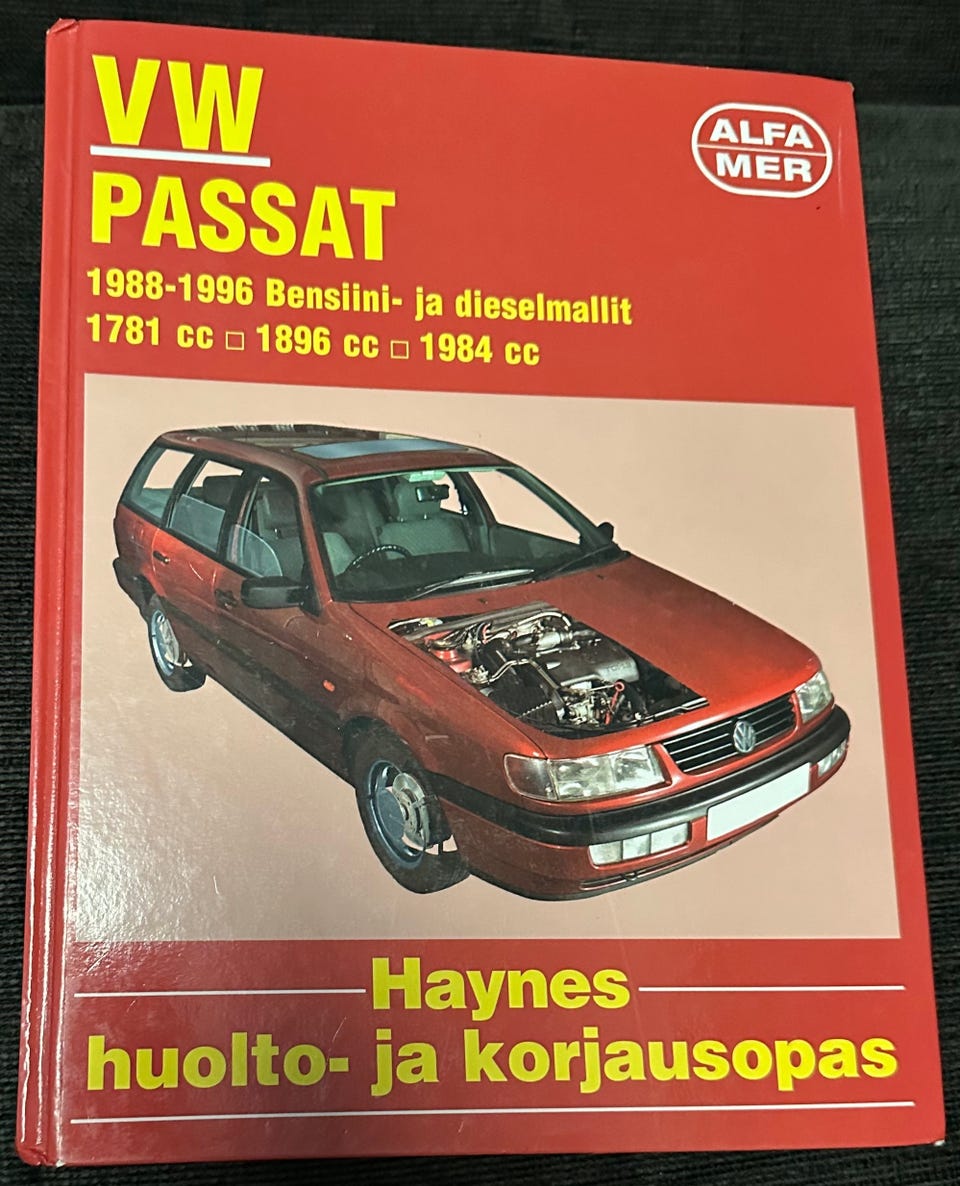 VW
PASSAT
1988-1996 Bensiini- ja dieselmallit
1781 cc □ 1896 cc □ 1984 cc
ALFA
MER
Haynes
huolto- ja korjausopas